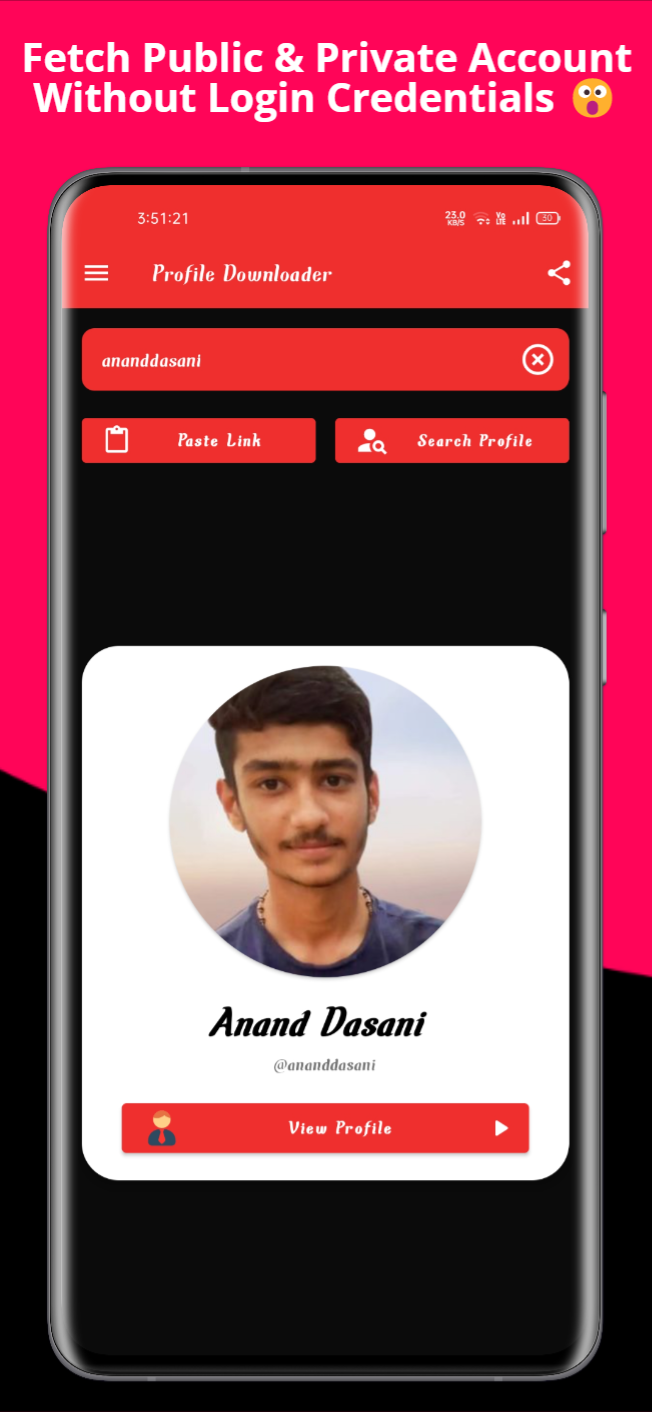 Fetch Public & Private Account
Without Login Credentials 😲
3:51:21
23.0 KB/S Vo LTE 30
Profile Downloader
ananddasani
Paste Link
Search Profile
Anand Dasani
@ananddasani
View Profile